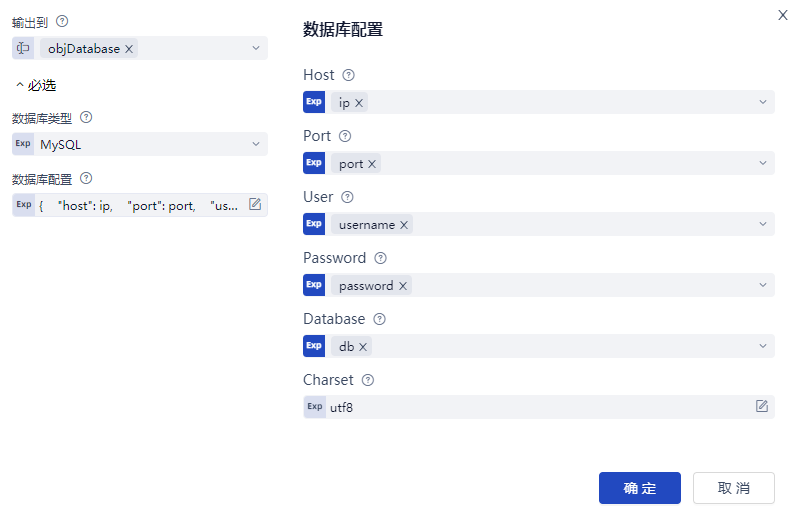 输出到
objDatabase
必选
数据库类型
Exp MySQL
数据库配置
Exp { "host": ip, "port": port, "us...
数据库配置
Host
Exp ip
Port
Exp port
User
Exp username
Password
Exp password
Database
Exp db
Charset
Exp utf8
确 定 取 消